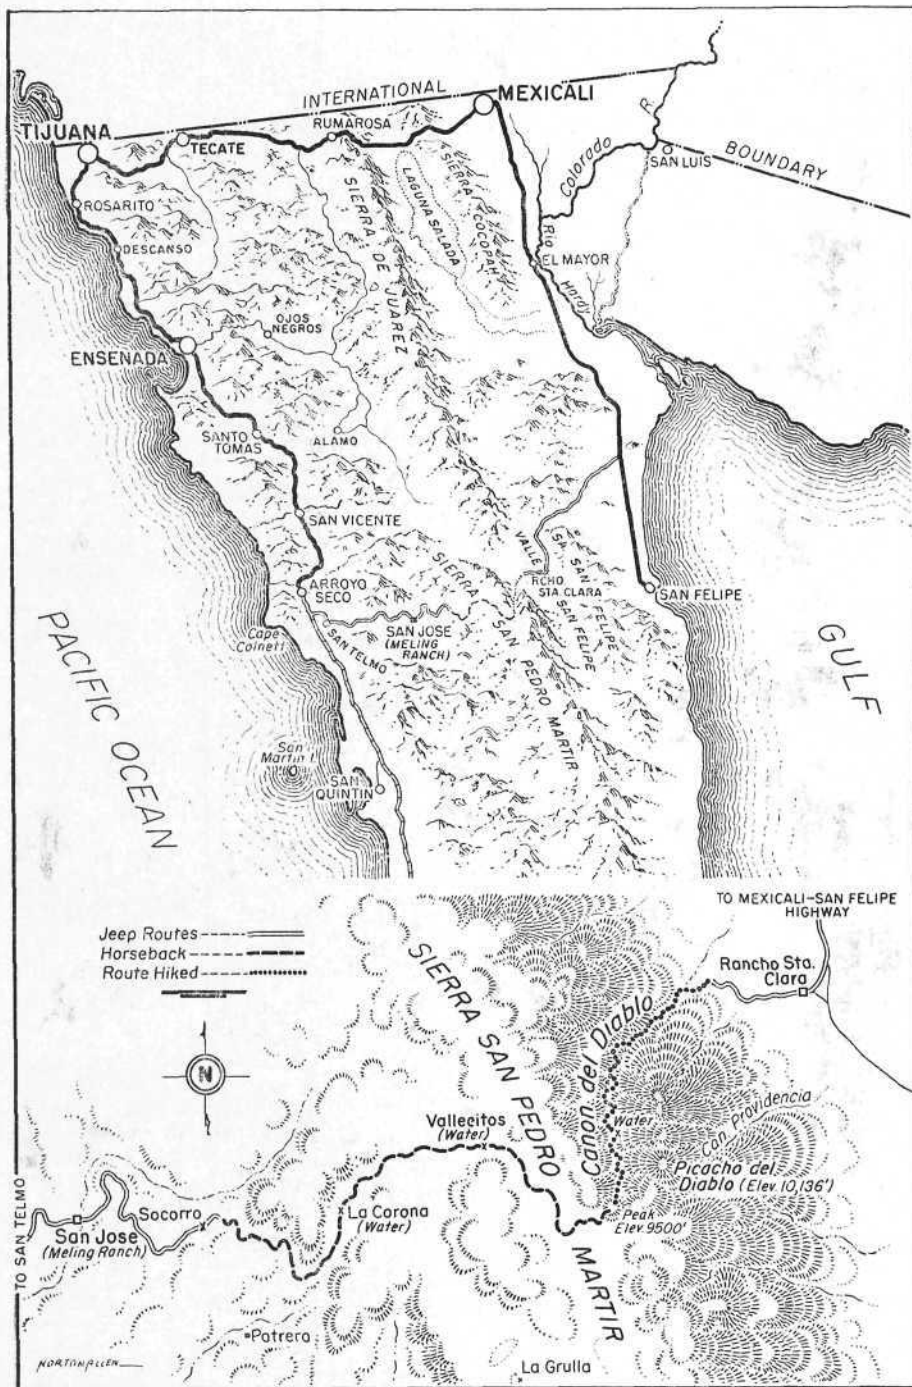 INTERNATIONAL
MEXICALI
TIJUANA
TECATE
RUMAROSA
Colorado R.
SAN LUIS
BOUNDARY
ROSARITO
SIERRA DE JUAREZ
LAGUNA SALADA
SIERRA COCOPAH
Rio
Hardy
DESCANSO
EL MAYOR
OJOS
NEGROS
ENSENADA
SANTO
TOMAS
ALAMO
SAN VICENTE
VALLE
SAN FELIPE
SA. SAN FELIPE
RCHO
STA. CLARA
SAN FELIPE
ARROYO
SECO
SIERRA SAN PEDRO MARTIR
SAN JOSE
(MELING
RANCH)
SAN TELMO
Cape
Colnett
PACIFIC OCEAN
GULF
San
Martin I.
SAN
QUINTIN
TO MEXICALI-SAN FELIPE
HIGHWAY
Jeep Routes
Horseback
Route Hiked
SIERRA SAN PEDRO MARTIR
Rancho Sta.
Clara
Cañon del Diablo
N
Vallecitos
(Water)
Water
Can Providencia
Picacho del
Diablo (Elev. 10,136')
TO SAN TELMO
Socorro
La Corona
(Water)
Peak
Elev. 9500'
San Jose
(Meling Ranch)
Potrero
La Grulla
NORTON ALLEN